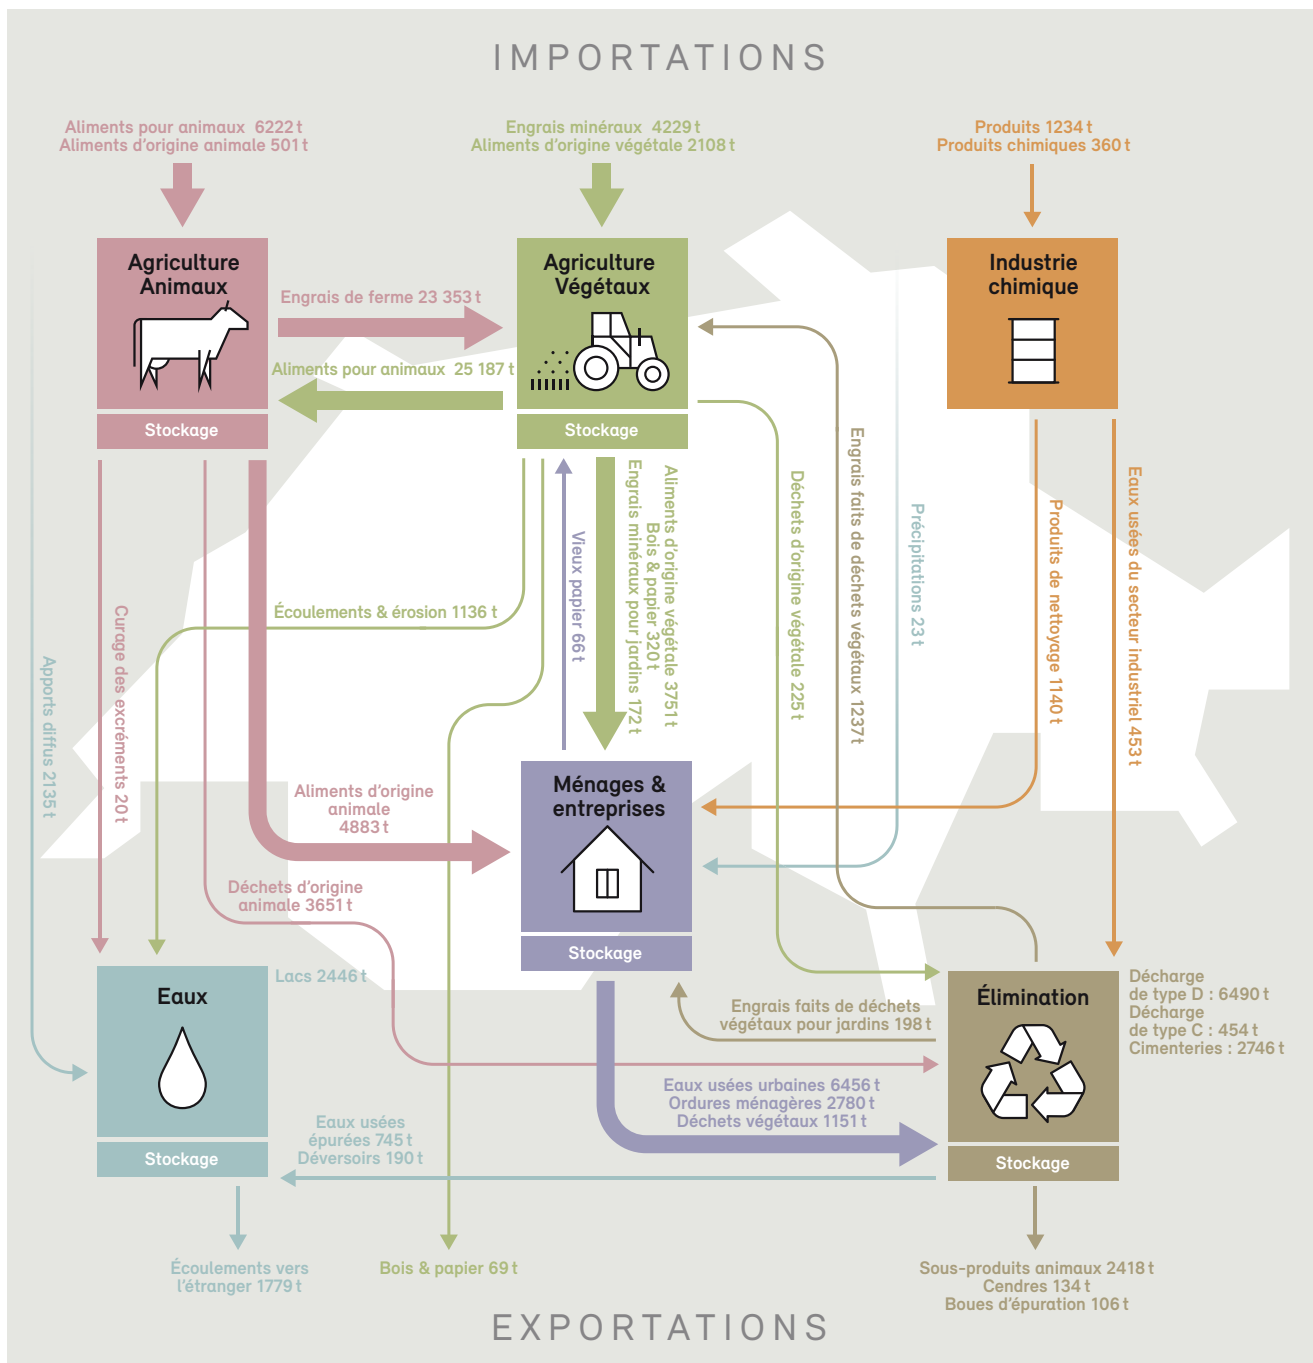 IMPORTATIONS
Aliments pour animaux 6222 t
Aliments d'origine animale 501 t
Engrais minéraux 4229 t
Aliments d'origine végétale 2108 t
Produits 1234 t
Produits chimiques 360 t
Agriculture
Animaux
Stockage
Engrais de ferme 23 353 t
Aliments pour animaux 25 187 t
Agriculture
Végétaux
Stockage
Industrie
chimique
Apports diffus 2135 t
Curage des excréments 20 t
Écoulements & érosion 1136 t
Vieux papier 66 t
Aliments d'origine végétale 3751 t
Bois & papier 320 t
Engrais minéraux pour jardins 172 t
Déchets d'origine végétale 225 t
Engrais faits de déchets végétaux 1237 t
Précipitations 23 t
Produits de nettoyage 1140 t
Eaux usées du secteur industriel 453 t
Aliments d'origine
animale
4883 t
Ménages &
entreprises
Stockage
Déchets d'origine
animale 3651 t
Eaux
Stockage
Lacs 2446 t
Engrais faits de déchets
végétaux pour jardins 198 t
Élimination
Stockage
Décharge
de type D : 6490 t
Décharge
de type C : 454 t
Cimenteries : 2746 t
Eaux usées urbaines 6456 t
Ordures ménagères 2780 t
Déchets végétaux 1151 t
Eaux usées
épurées 745 t
Déversoirs 190 t
Écoulements vers
l'étranger 1779 t
Bois & papier 69 t
Sous-produits animaux 2418 t
Cendres 134 t
Boues d'épuration 106 t
EXPORTATIONS